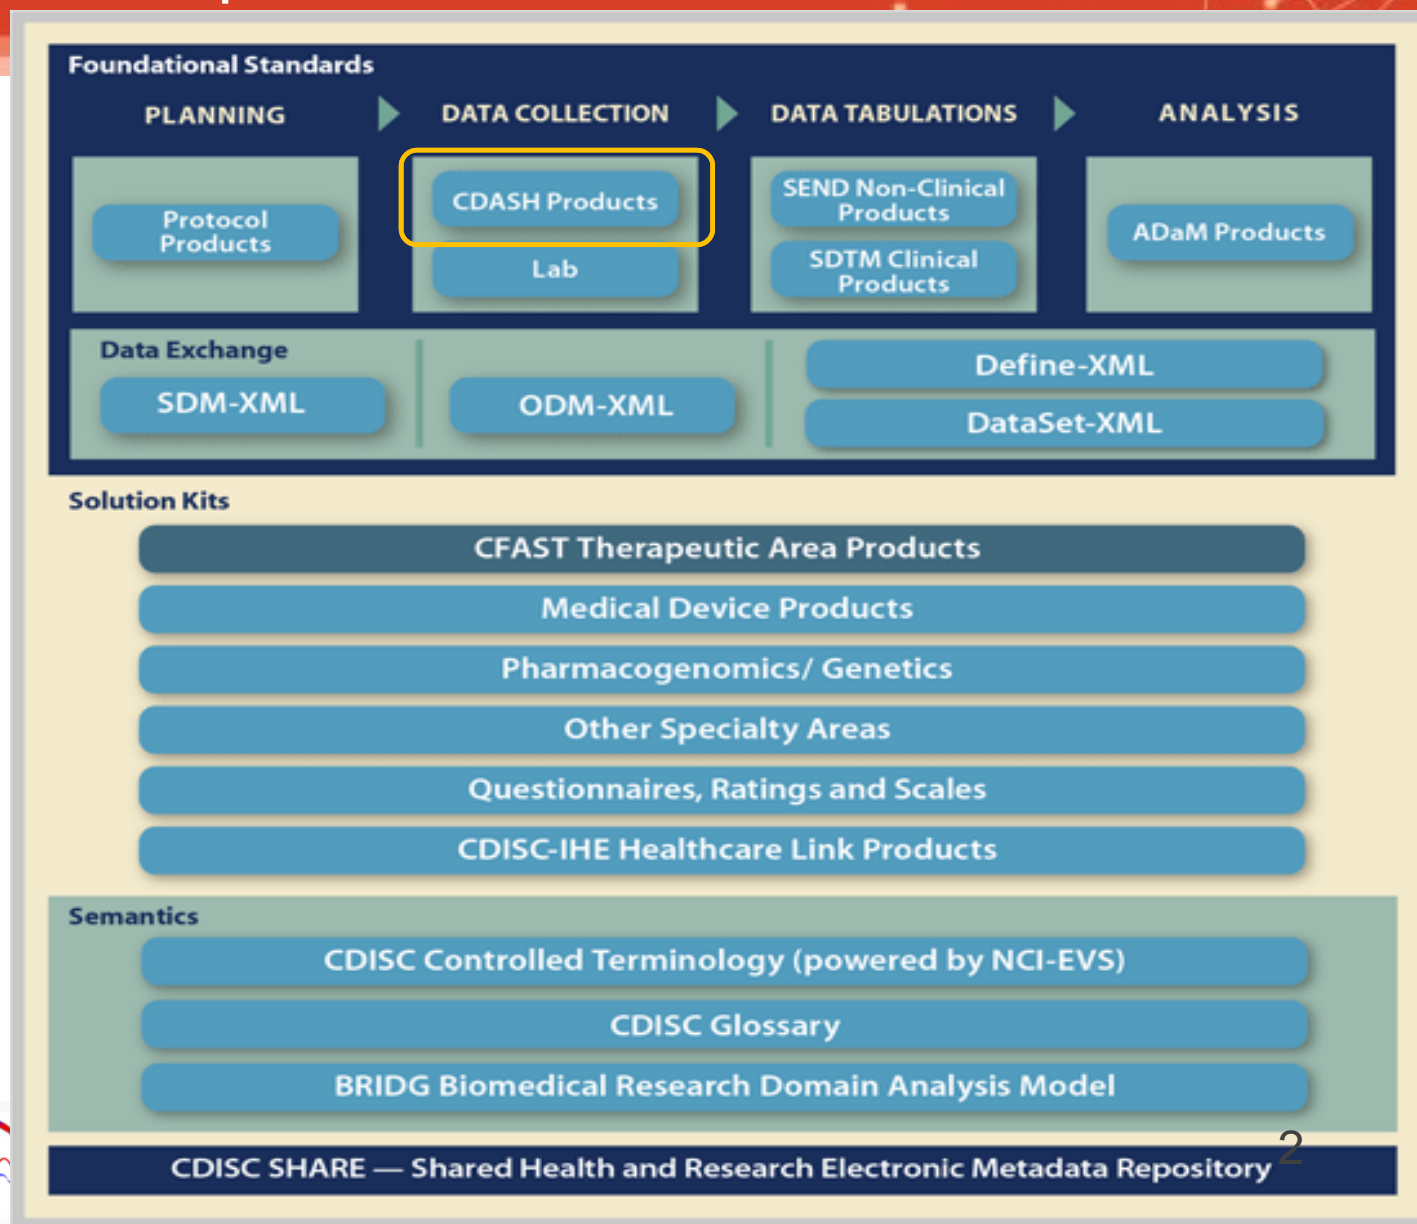 Foundational Standards
PLANNING
DATA COLLECTION
DATA TABULATIONS
ANALYSIS
Protocol
Products
CDASH Products
Lab
SEND Non-Clinical
Products
SDTM Clinical
Products
ADaM Products
Data Exchange
SDM-XML
ODM-XML
Define-XML
DataSet-XML
Solution Kits
CFAST Therapeutic Area Products
Medical Device Products
Pharmacogenomics/ Genetics
Other Specialty Areas
Questionnaires, Ratings and Scales
CDISC-IHE Healthcare Link Products
Semantics
CDISC Controlled Terminology (powered by NCI-EVS)
CDISC Glossary
BRIDG Biomedical Research Domain Analysis Model
2
CDISC SHARE — Shared Health and Research Electronic Metadata Repository